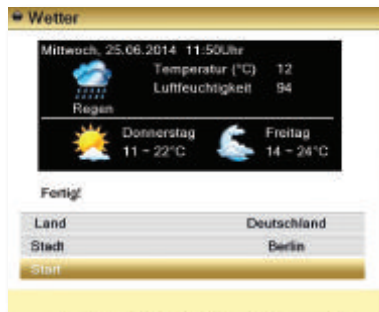 Wetter
Mittwoch, 25.06.2014 11:50Uhr
Temperatur (°C) 12
Luftfeuchtigkeit 94
Regen
Donnerstag
11 ~ 22°C
Freitag
14 ~ 24°C
Fertig!
Land Deutschland
Stadt Berlin
Start